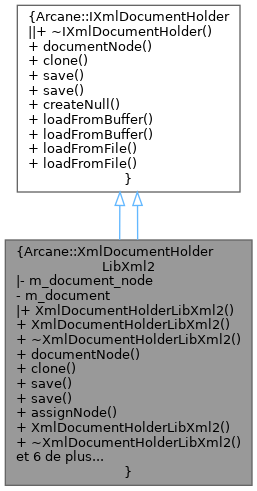 {Arcane::IXmlDocumentHolder
||+ ~IXmlDocumentHolder()
+ documentNode()
+ clone()
+ save()
+ save()
+ createNull()
+ loadFromBuffer()
+ loadFromBuffer()
+ loadFromFile()
+ loadFromFile()
}
{Arcane::XmlDocumentHolder
LibXml2
|- m_document_node
- m_document
|+ XmlDocumentHolderLibXml2()
+ XmlDocumentHolderLibXml2()
+ ~XmlDocumentHolderLibXml2()
+ documentNode()
+ clone()
+ save()
+ save()
+ assignNode()
+ XmlDocumentHolderLibXml2()
+ ~XmlDocumentHolderLibXml2()
et 6 de plus...
}